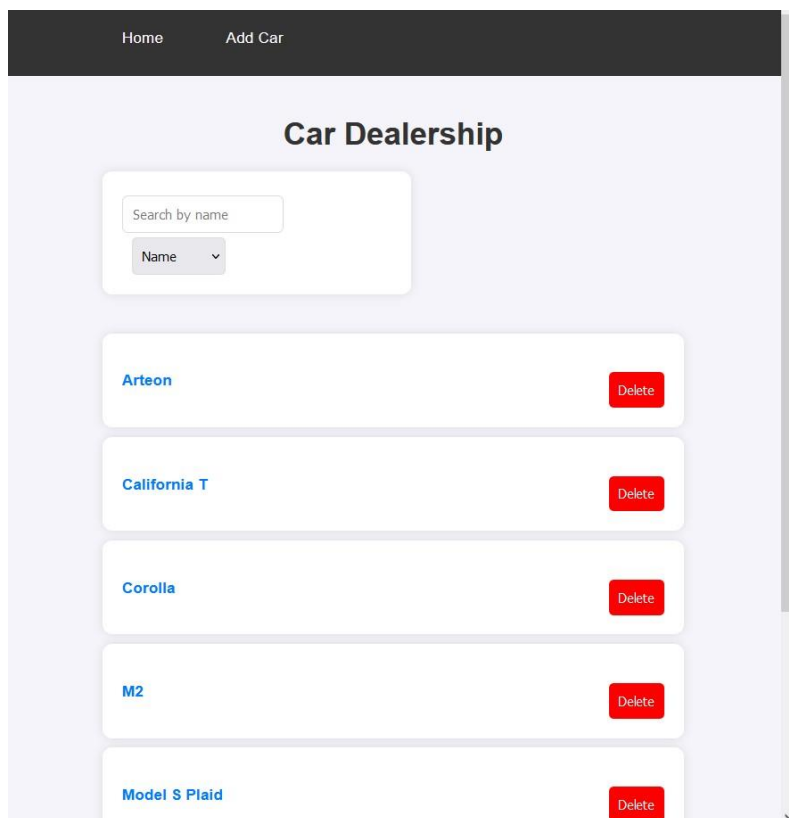 Home Add Car
Car Dealership
Search by name
Name
Arteon
Delete
California T
Delete
Corolla
Delete
M2
Delete
Model S Plaid
Delete